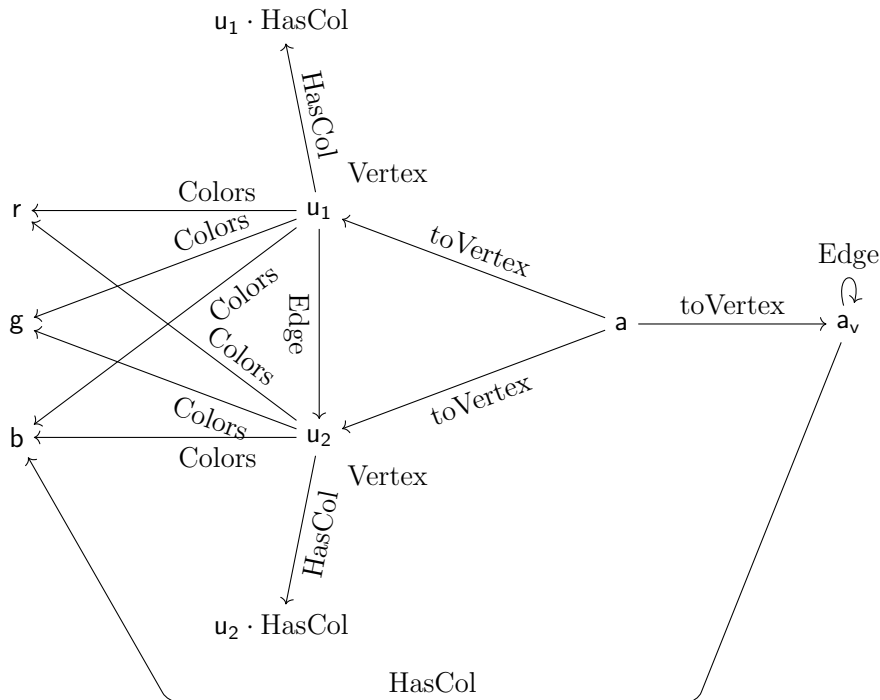 u₁ · HasCol
HasCol
Vertex
r
Colors
u₁
Colors
toVertex
Edge
g
Colors
Edge
a
toVertex
aᵥ
Colors
toVertex
Colors
b
Colors
u₂
Vertex
HasCol
u₂ · HasCol
HasCol